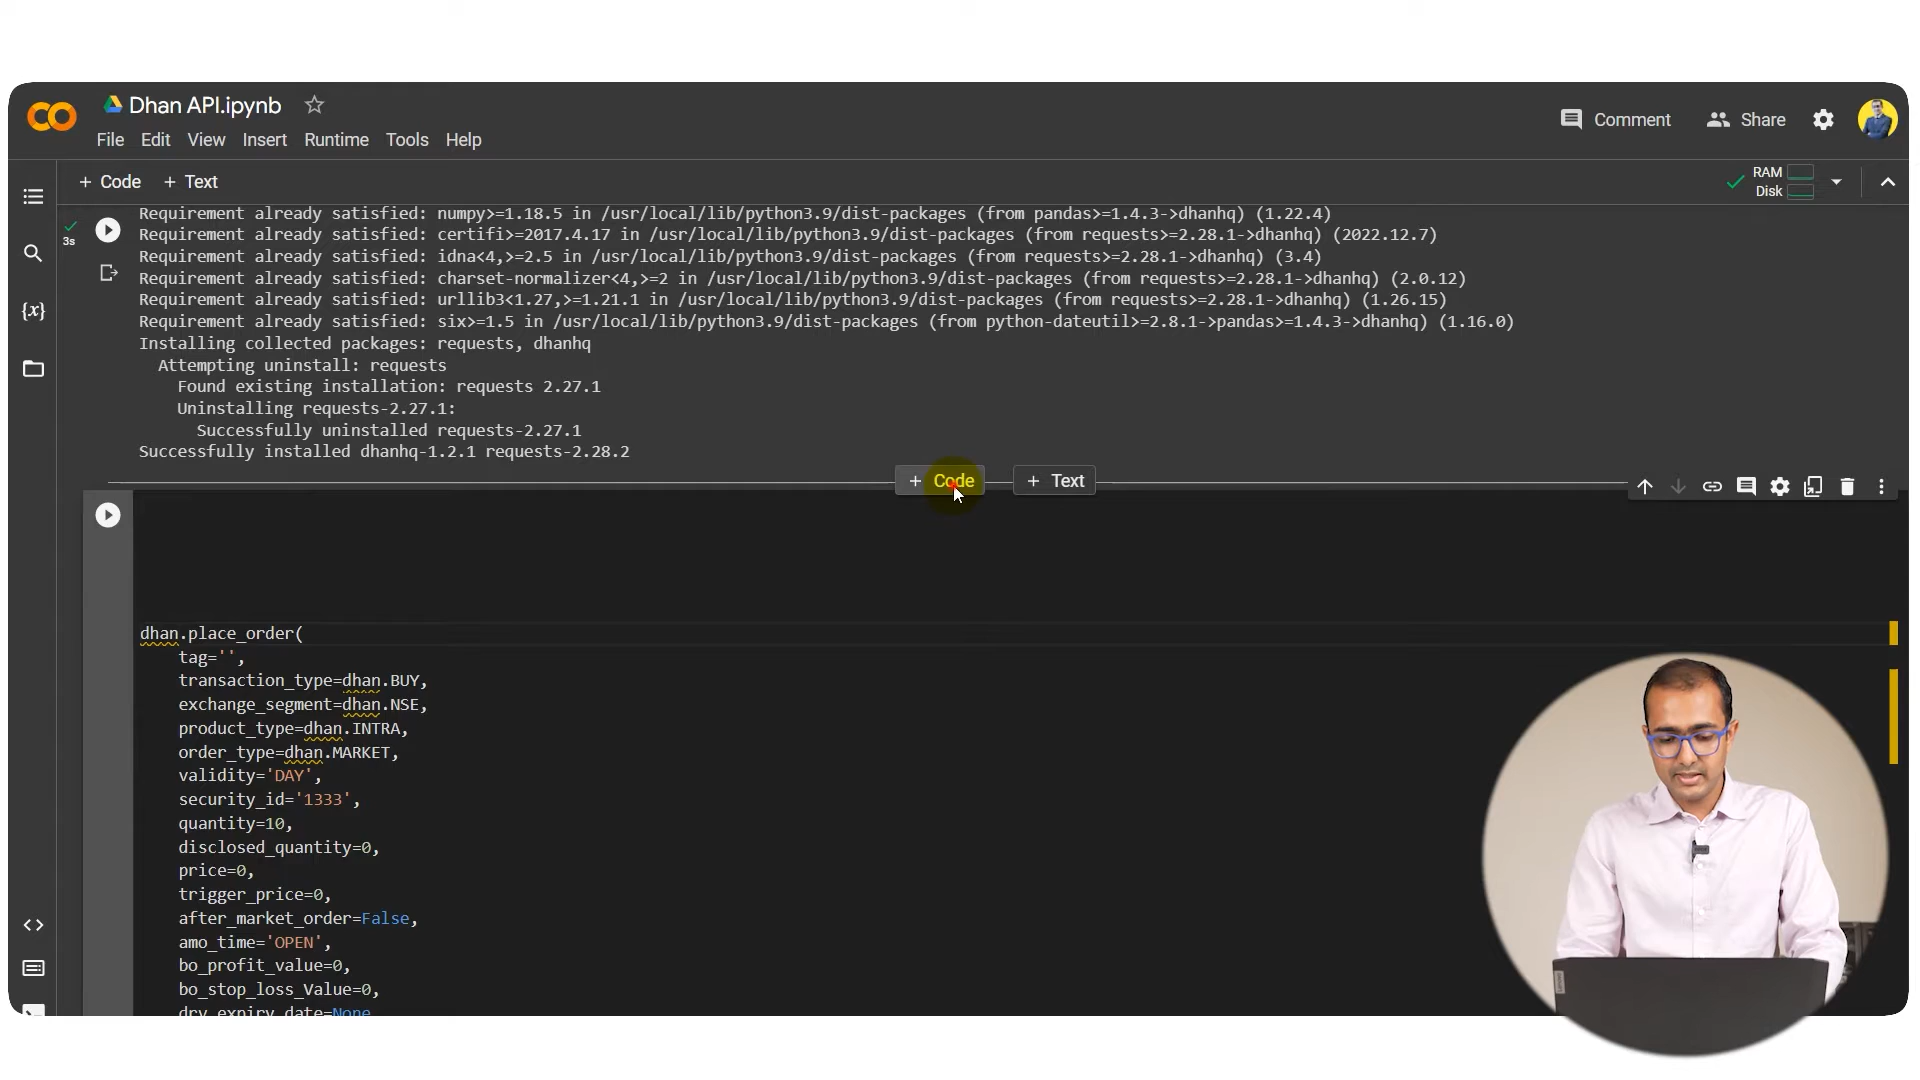 Dhan API.ipynb
File Edit View Insert Runtime Tools Help
Comment
Share
+ Code + Text
RAM
Disk
3s
Requirement already satisfied: numpy>=1.18.5 in /usr/local/lib/python3.9/dist-packages (from pandas>=1.4.3->dhanhq) (1.22.4)
Requirement already satisfied: certifi>=2017.4.17 in /usr/local/lib/python3.9/dist-packages (from requests>=2.28.1->dhanhq) (2022.12.7)
Requirement already satisfied: idna<4,>=2.5 in /usr/local/lib/python3.9/dist-packages (from requests>=2.28.1->dhanhq) (3.4)
Requirement already satisfied: charset-normalizer<4,>=2 in /usr/local/lib/python3.9/dist-packages (from requests>=2.28.1->dhanhq) (2.0.12)
Requirement already satisfied: urllib3<1.27,>=1.21.1 in /usr/local/lib/python3.9/dist-packages (from requests>=2.28.1->dhanhq) (1.26.15)
Requirement already satisfied: six>=1.5 in /usr/local/lib/python3.9/dist-packages (from python-dateutil>=2.8.1->pandas>=1.4.3->dhanhq) (1.16.0)
Installing collected packages: requests, dhanhq
Attempting uninstall: requests
Found existing installation: requests 2.27.1
Uninstalling requests-2.27.1:
Successfully uninstalled requests-2.27.1
Successfully installed dhanhq-1.2.1 requests-2.28.2
+ Code + Text
dhan.place_order(
tag='',
transaction_type=dhan.BUY,
exchange_segment=dhan.NSE,
product_type=dhan.INTRA,
order_type=dhan.MARKET,
validity='DAY',
security_id='1333',
quantity=10,
disclosed_quantity=0,
price=0,
trigger_price=0,
after_market_order=False,
amo_time='OPEN',
bo_profit_value=0,
bo_stop_loss_Value=0,
drv_expiry_date=None
{x}
Lenovo